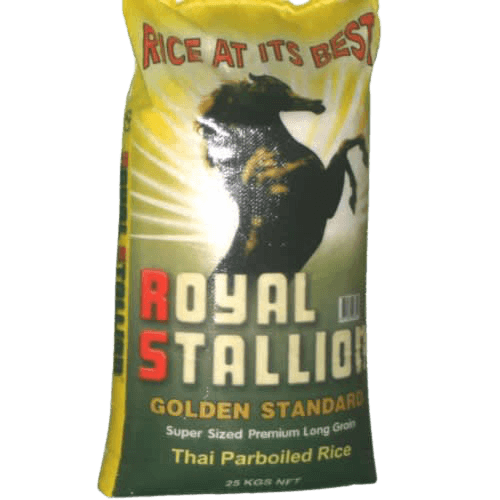 RICE AT ITS BEST
ROYAL
STALLION
GOLDEN STANDARD
Super Sized Premium Long Grain
Thai Parboiled Rice
25 KGS NET